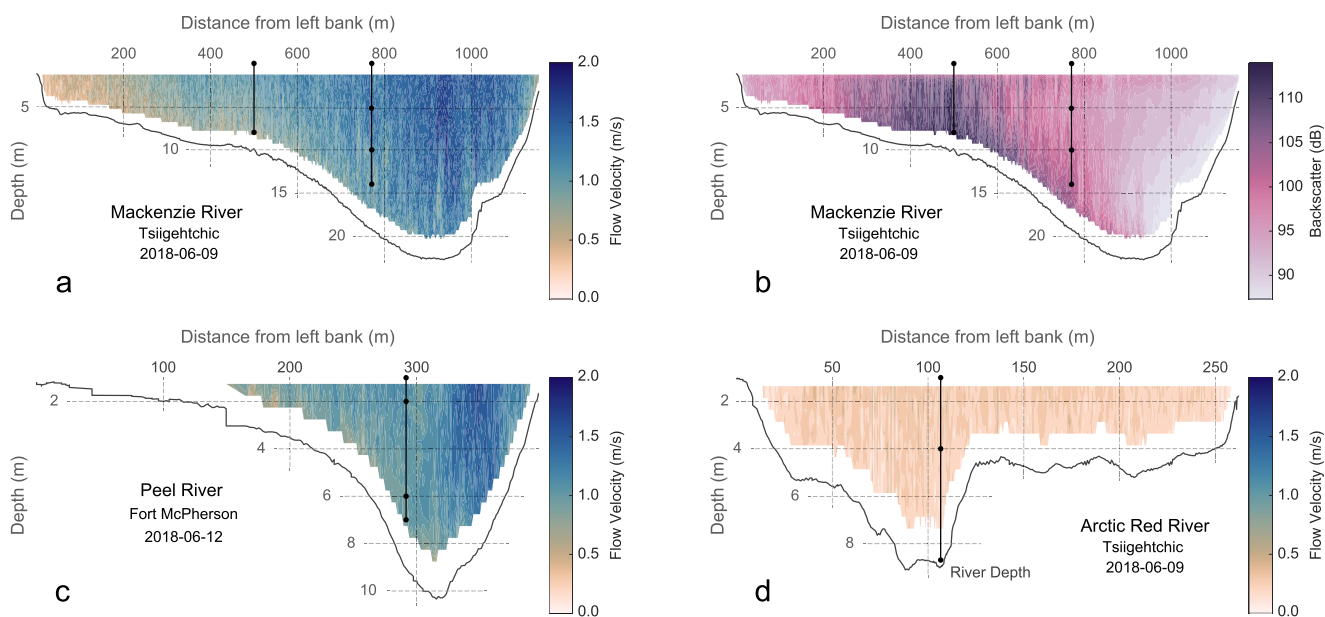 Distance from left bank (m)
200 400 600 800 1000
5
10
15
20
Depth (m)
Mackenzie River
Tsiigehtchic
2018-06-09
a
2.0
1.5
1.0
0.5
0.0
Flow Velocity (m/s)
Distance from left bank (m)
200 400 600 800 1000
5
10
15
20
Depth (m)
Mackenzie River
Tsiigehtchic
2018-06-09
b
110
105
100
95
90
Backscatter (dB)
Distance from left bank (m)
100 200 300
2
4
6
8
10
Depth (m)
Peel River
Fort McPherson
2018-06-12
c
2.0
1.5
1.0
0.5
0.0
Flow Velocity (m/s)
Distance from left bank (m)
50 100 150 200 250
2
4
6
8
Depth (m)
River Depth
Arctic Red River
Tsiigehtchic
2018-06-09
d
2.0
1.5
1.0
0.5
0.0
Flow Velocity (m/s)